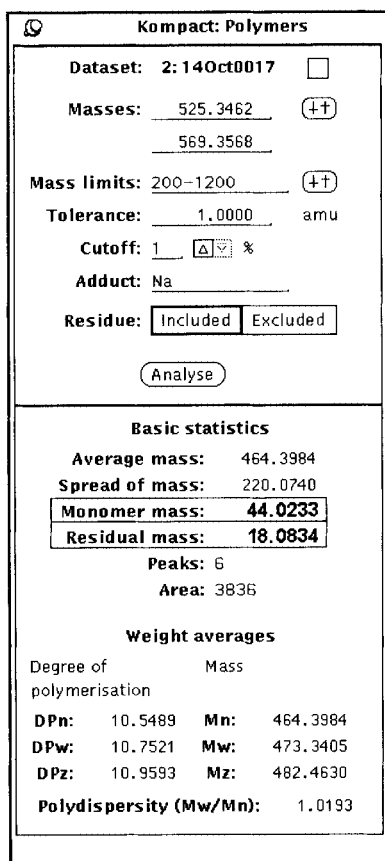 Kompact: Polymers
Dataset: 2: 14Oct0017
Masses: 525.3462
569.3568
Mass limits: 200-1200
Tolerance: 1.0000 amu
Cutoff: 1 %
Adduct: Na
Residue: Included Excluded
Analyse
Basic statistics
Average mass: 464.3984
Spread of mass: 220.0740
Monomer mass: 44.0233
Residual mass: 18.0834
Peaks: 6
Area: 3836
Weight averages
Degree of Mass
polymerisation
DPn: 10.5489 Mn: 464.3984
DPw: 10.7521 Mw: 473.3405
DPz: 10.9593 Mz: 482.4630
Polydispersity (Mw/Mn): 1.0193